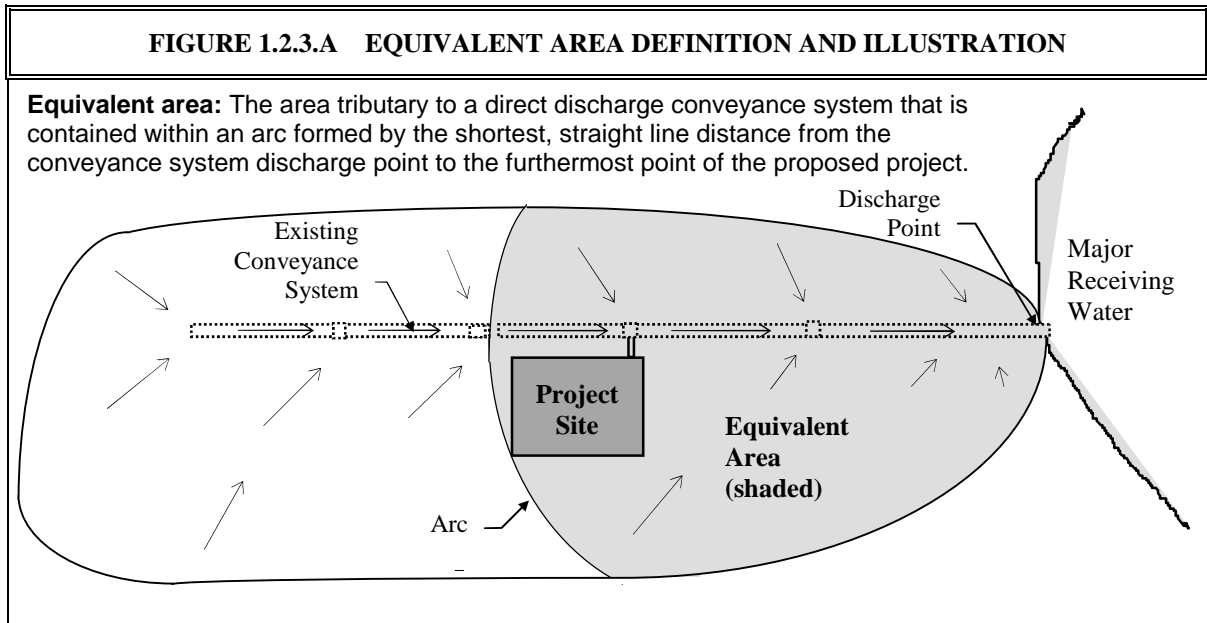 FIGURE 1.2.3.A EQUIVALENT AREA DEFINITION AND ILLUSTRATION
Equivalent area: The area tributary to a direct discharge conveyance system that is
contained within an arc formed by the shortest, straight line distance from the
conveyance system discharge point to the furthermost point of the proposed project.
Discharge
Point
Existing
Conveyance
System
Major
Receiving
Water
Project
Site
Equivalent
Area
(shaded)
Arc